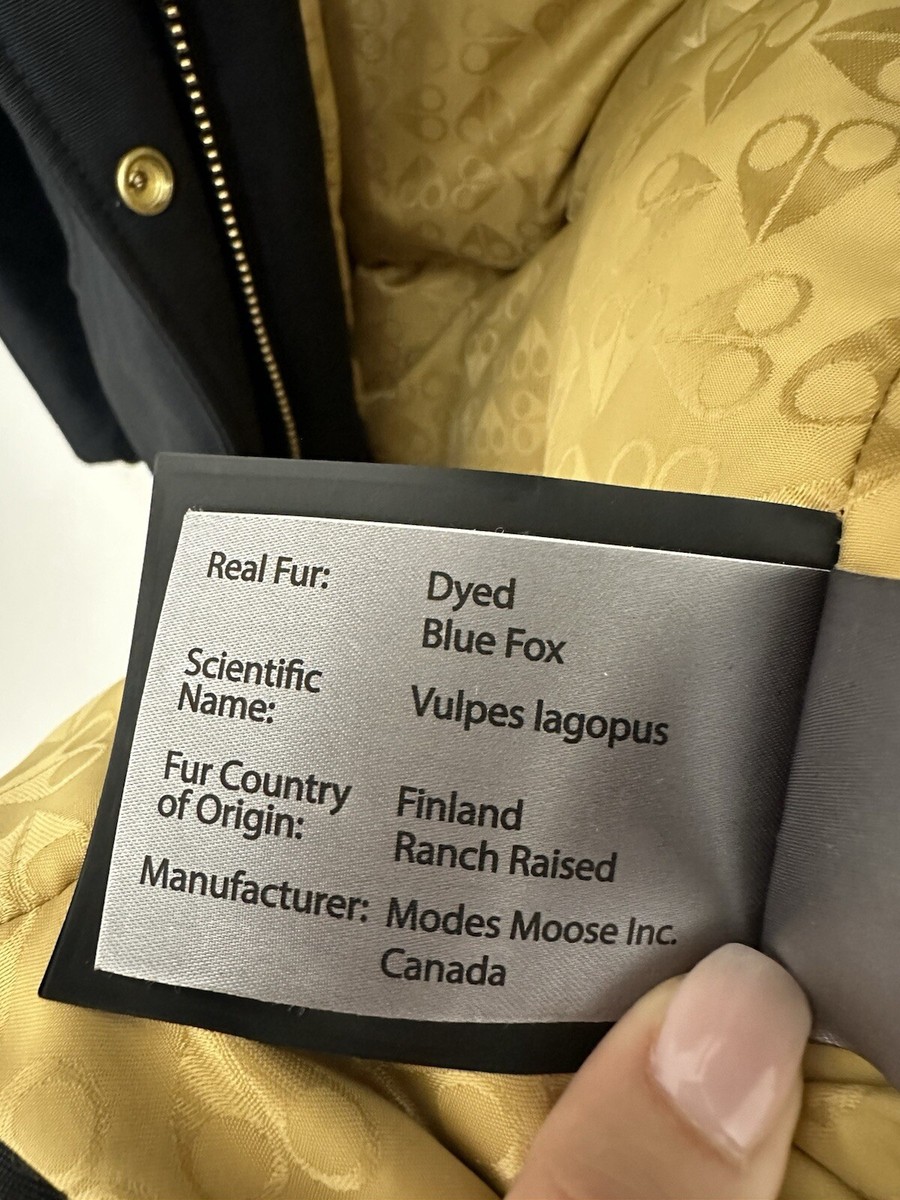 Real Fur: Dyed
Blue Fox
Scientific
Name: Vulpes lagopus
Fur Country
of Origin: Finland
Ranch Raised
Manufacturer: Modes Moose Inc.
Canada